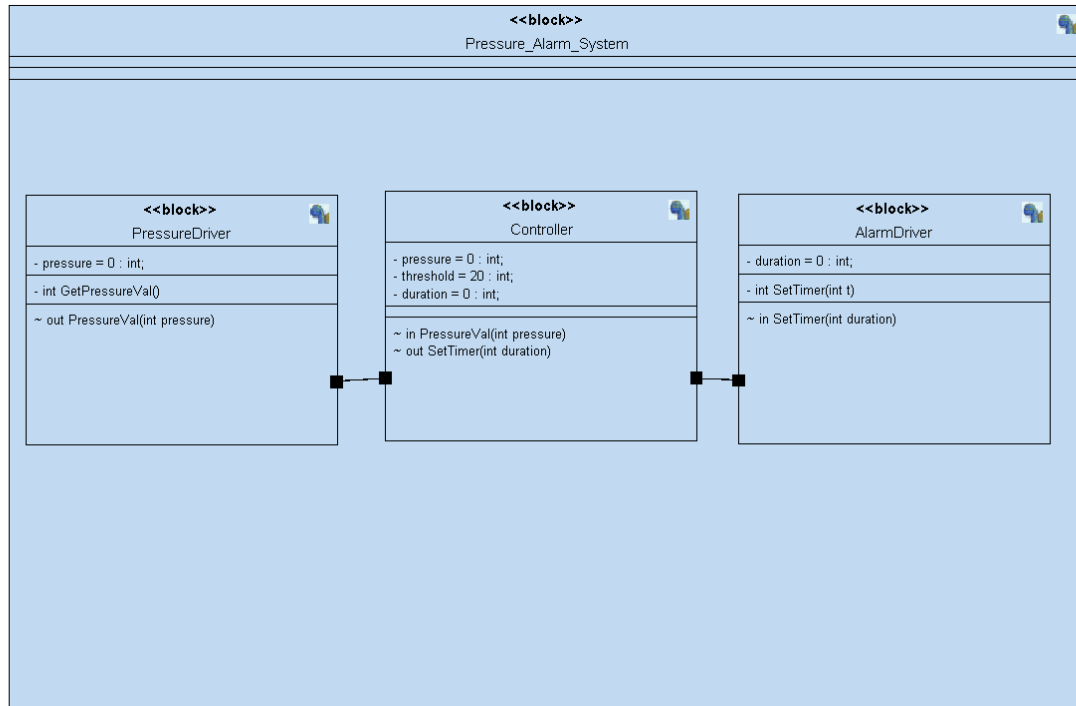 <<block>>
Pressure_Alarm_System
<<block>>
PressureDriver
- pressure = 0 : int;
- int GetPressureVal()
~ out PressureVal(int pressure)
<<block>>
Controller
- pressure = 0 : int;
- threshold = 20 : int;
- duration = 0 : int;
~ in PressureVal(int pressure)
~ out SetTimer(int duration)
<<block>>
AlarmDriver
- duration = 0 : int;
- int SetTimer(int t)
~ in SetTimer(int duration)